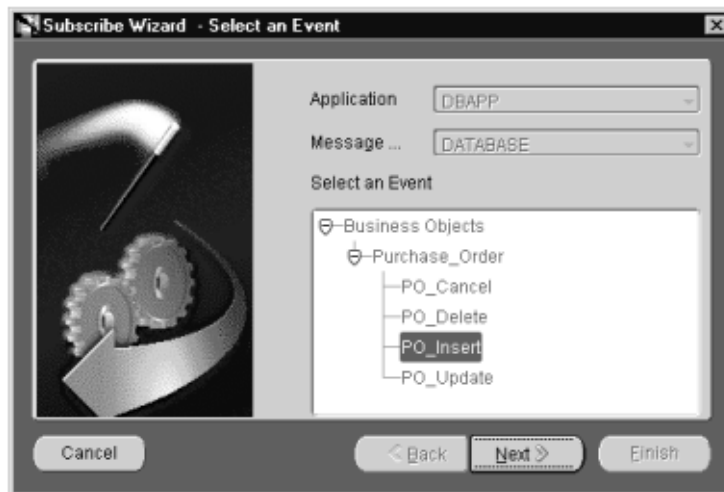 Subscribe Wizard - Select an Event
Application DBAPP
Message ... DATABASE
Select an Event
Business Objects
Purchase_Order
PO_Cancel
PO_Delete
PO_Insert
PO_Update
Cancel Back Next Finish